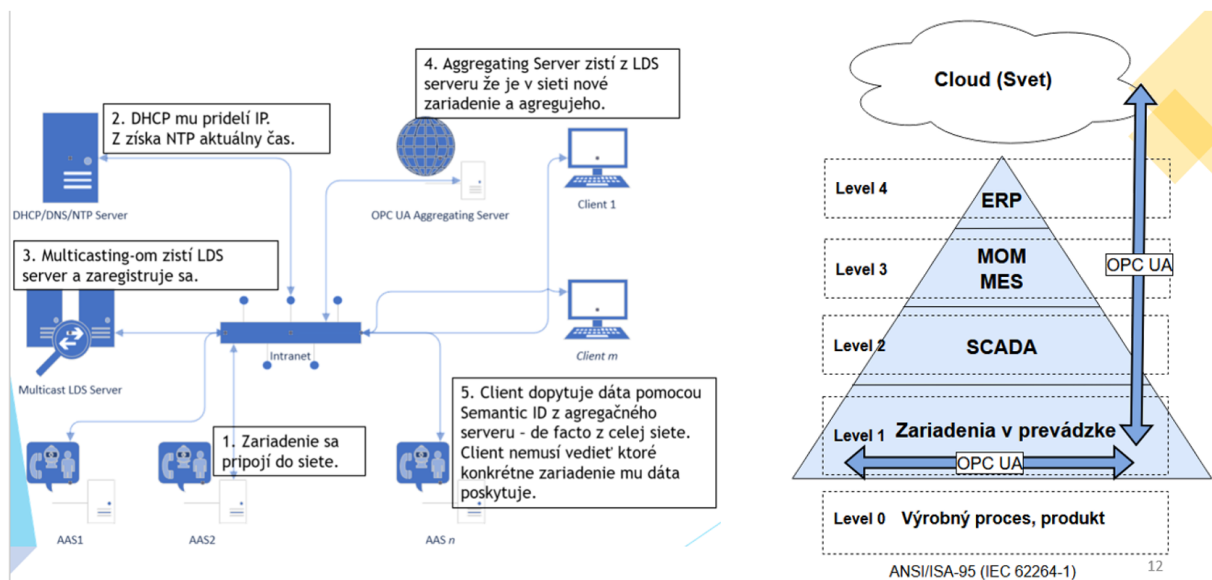 4. Aggregating Server zistí z LDS
serveru že je v sieti nové
zariadenie a agregujeho.
2. DHCP mu pridelí IP.
Z získa NTP aktuálny čas.
DHCP/DNS/NTP Server
OPC UA Aggregating Server
Client 1
3. Multicasting-om zistí LDS
server a zaregistruje sa.
Multicast LDS Server
Intranet
Client m
1. Zariadenie sa
pripojí do siete.
5. Client dopytuje dáta pomocou
Semantic ID z agregačného
serveru - de facto z celej siete.
Client nemusí vedieť ktoré
konkrétne zariadenie mu dáta
poskytuje.
AAS1
AAS2
AAS n
Cloud (Svet)
Level 4
ERP
Level 3
MOM
MES
OPC UA
Level 2
SCADA
Level 1
Zariadenia v prevádzke
OPC UA
Level 0
Výrobný proces, produkt
ANSI/ISA-95 (IEC 62264-1)
12